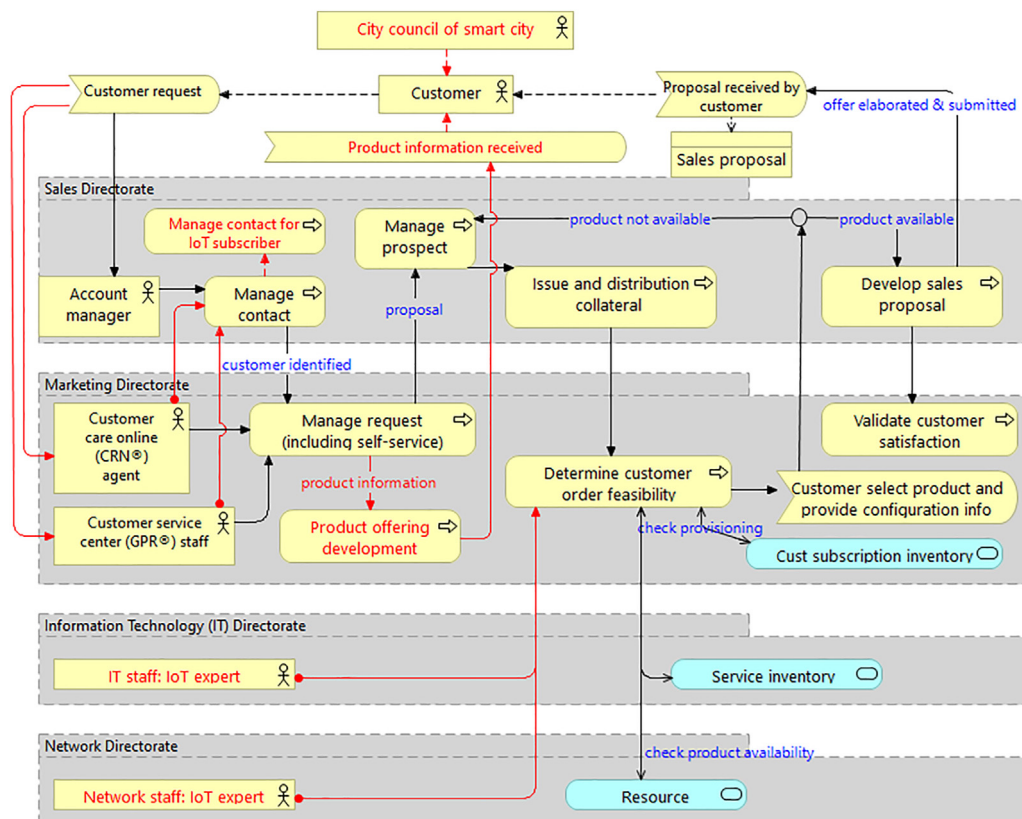 City council of smart city
Customer request
Customer
Proposal received by
customer
offer elaborated & submitted
Product information received
Sales proposal
Sales Directorate
Manage contact for
IoT subscriber
Manage
prospect
product not available
product available
Account
manager
Manage
contact
Issue and distribution
collateral
Develop sales
proposal
proposal
customer identified
Marketing Directorate
Customer
care online
(CRN®)
agent
Manage request
(including self-service)
Validate customer
satisfaction
Determine customer
order feasibility
Customer select product and
provide configuration info
product information
Customer service
center (GPR®) staff
Product offering
development
check provisioning
Cust subscription inventory
Information Technology (IT) Directorate
IT staff: IoT expert
Service inventory
Network Directorate
check product availability
Network staff: IoT expert
Resource